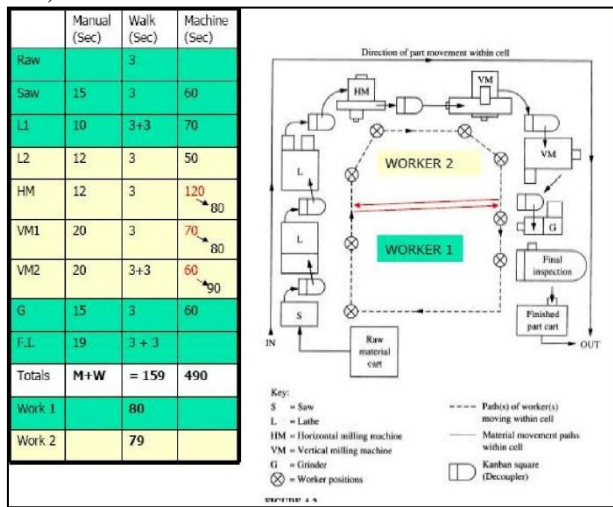 Manual Walk Machine
(Sec) (Sec) (Sec)
Raw 3
Saw 15 3 60
L1 10 3+3 70
L2 12 3 50
HM 12 3 120
80
VM1 20 3 70
80
VM2 20 3+3 60
90
G 15 3 60
F.I. 19 3 + 3
Totals M+W = 159 490
Work 1 80
Work 2 79
Direction of part movement within cell
HM
VM
VM
L
WORKER 2
L
G
WORKER 1
Final
inspection
S
Finished
part cart
IN
OUT
Raw
material
cart
Key:
S = Saw
L = Lathe
HM = Horizontal milling machine
VM = Vertical milling machine
G = Grinder
= Worker positions
Path(s) of worker(s)
moving within cell
Material movement paths
within cell
Kanban square
(Decoupler)